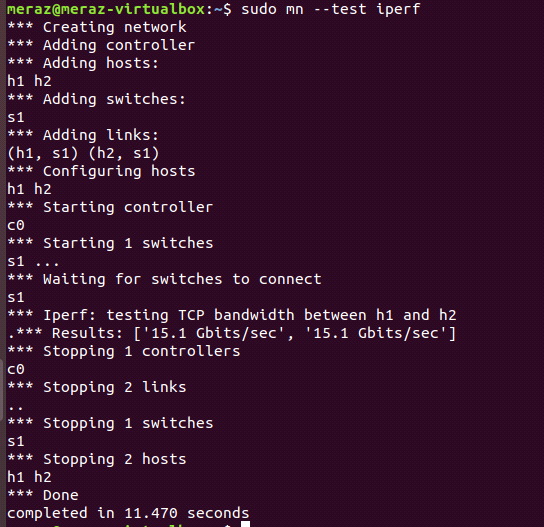 meraz@meraz-virtualbox:~$ sudo mn --test iperf
*** Creating network
*** Adding controller
*** Adding hosts:
h1 h2
*** Adding switches:
s1
*** Adding links:
(h1, s1) (h2, s1)
*** Configuring hosts
h1 h2
*** Starting controller
c0
*** Starting 1 switches
s1 ...
*** Waiting for switches to connect
s1
*** Iperf: testing TCP bandwidth between h1 and h2
.*** Results: ['15.1 Gbits/sec', '15.1 Gbits/sec']
*** Stopping 1 controllers
c0
*** Stopping 2 links
..
*** Stopping 1 switches
s1
*** Stopping 2 hosts
h1 h2
*** Done
completed in 11.470 seconds